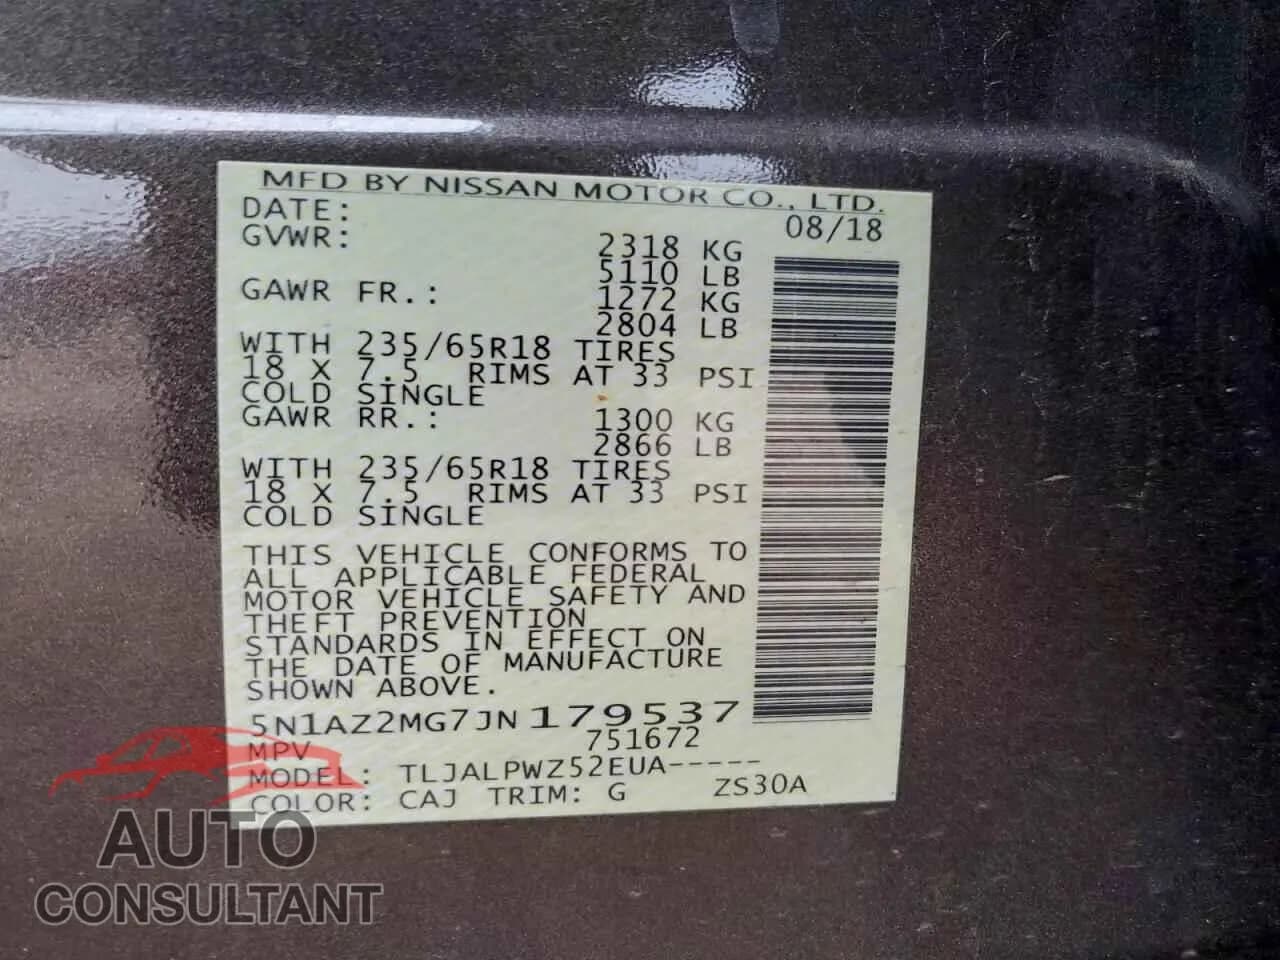 MFD BY NISSAN MOTOR CO., LTD.
DATE: 08/18
GVWR: 2318 KG
5110 LB
GAWR FR.: 1272 KG
2804 LB
WITH 235/65R18 TIRES
18 X 7.5 RIMS AT 33 PSI
COLD SINGLE
GAWR RR.: 1300 KG
2866 LB
WITH 235/65R18 TIRES
18 X 7.5 RIMS AT 33 PSI
COLD SINGLE
THIS VEHICLE CONFORMS TO
ALL APPLICABLE FEDERAL
MOTOR VEHICLE SAFETY AND
THEFT PREVENTION
STANDARDS IN EFFECT ON
THE DATE OF MANUFACTURE
SHOWN ABOVE.
5N1AZ2MG7JN179537
MPV 751672
MODEL: TLJALPWZ52EUA-----
COLOR: CAJ TRIM: G ZS30A
AUTO
CONSULTANT